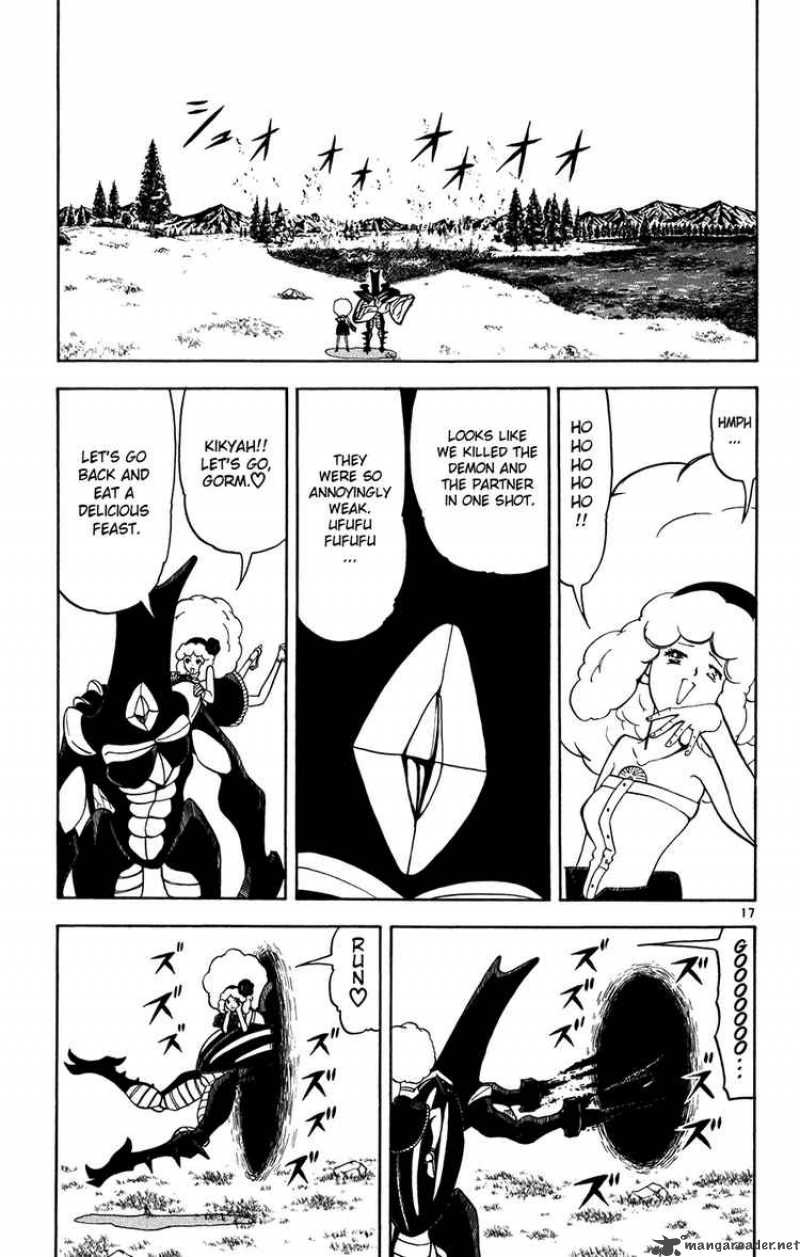 シュオオオオオオオ
HMPH
...
HO
HO
HO
HO
HO
!!
LOOKS LIKE
WE KILLED THE
DEMON AND
THE PARTNER
IN ONE SHOT.
THEY
WERE SO
ANNOYINGLY
WEAK.
UFUFU
FUFUFU
...
KIKYAH!!
LET'S GO,
GORM.♡
LET'S GO
BACK AND
EAT A
DELICIOUS
FEAST.
17
GOOOOOOO...
ズズズズズズ
RUN♡
ズズズズズズズ
mangareader.net